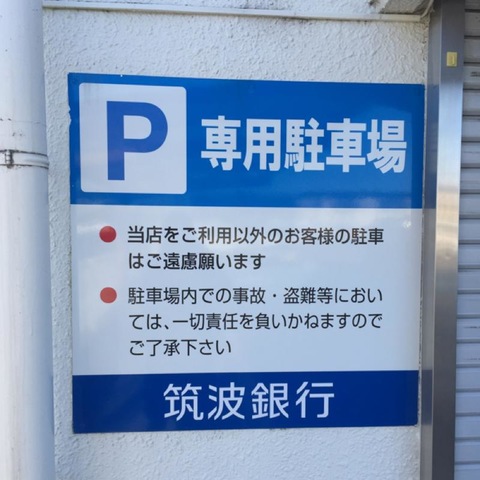 P 専用駐車場
● 当店をご利用以外のお客様の駐車
はご遠慮願います
● 駐車場内での事故・盗難等におい
ては、一切責任を負いかねますので
ご了承下さい
筑波銀行